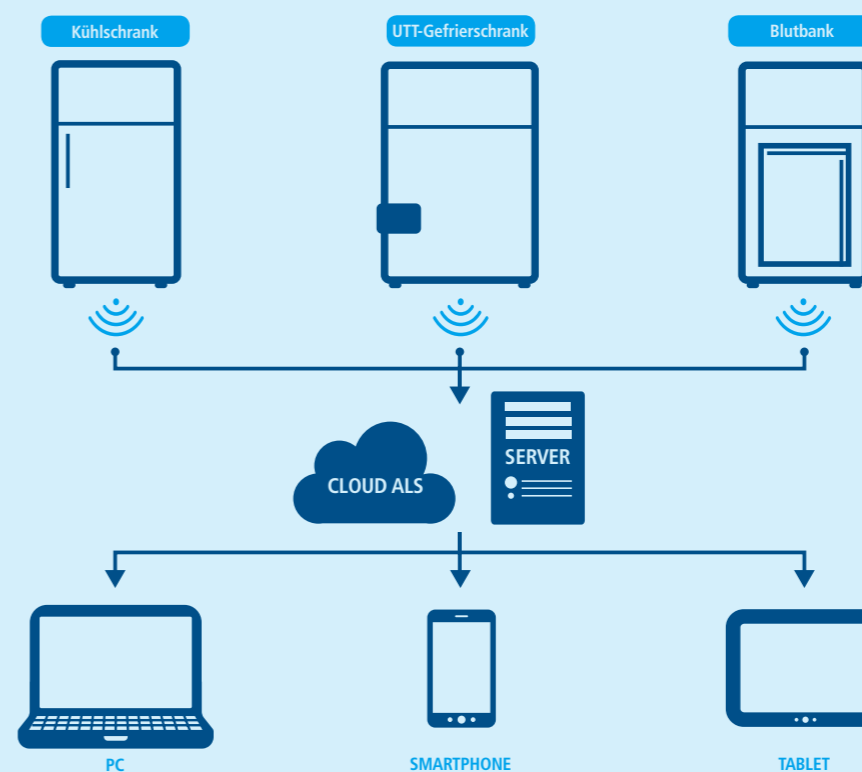 Kühlschrank
UTT-Gefrierschrank
Blutbank
CLOUD ALS
SERVER
PC
SMARTPHONE
TABLET